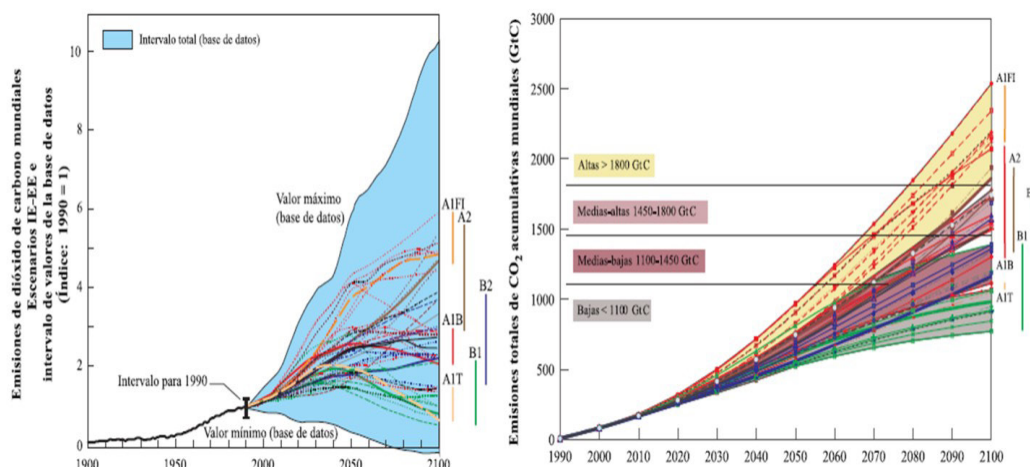 Emisiones de dióxido de carbono mundiales
Escenarios IE-EE e
intervalo de valores de la base de datos
(Índice: 1990 = 1)
10
8
6
4
2
0
Intervalo total (base de datos)
Valor máximo
(base de datos)
Intervalo para 1990
Valor mínimo (base de datos)
A1FI
A2
B2
A1B
B1
A1T
1900
1950
2000
2050
2100
Emisiones totales de CO2 acumulativas mundiales (GtC)
3000
2500
2000
1500
1000
500
0
Altas > 1800 GtC
Medias-altas 1450-1800 GtC
Medias-bajas 1100-1450 GtC
Bajas < 1100 GtC
A1FI
A2
B1
A1B
A1T
1990
2000
2010
2020
2030
2040
2050
2060
2070
2080
2090
2100